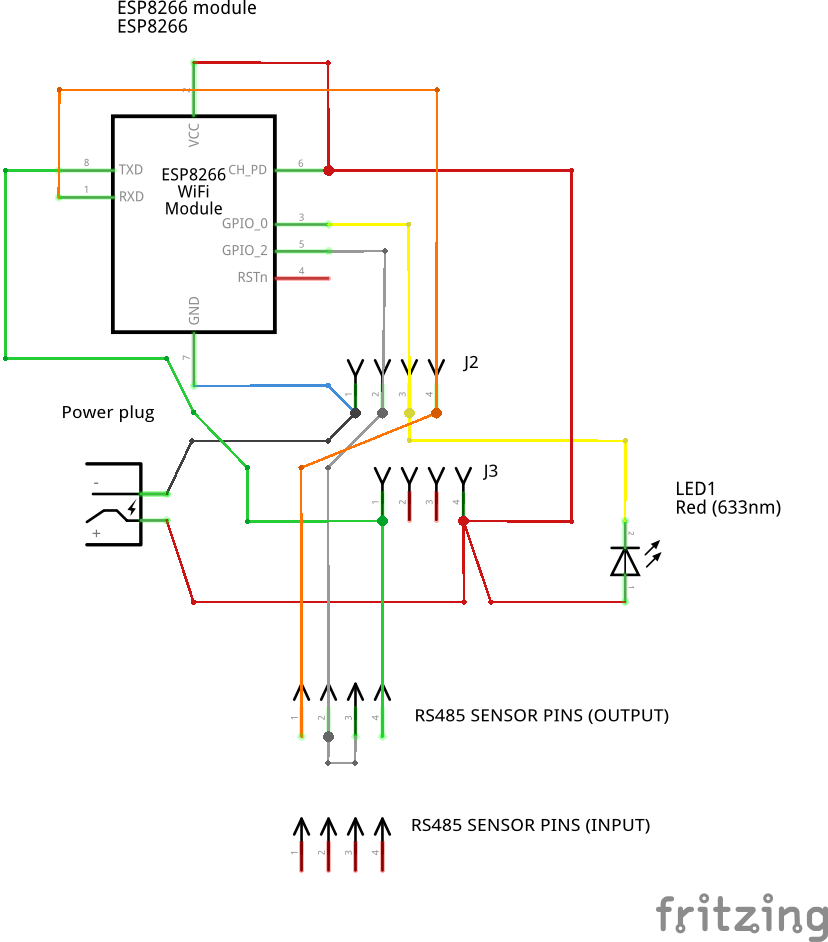 ESP8266 module
ESP8266
2
VCC
8
TXD
ESP8266
WiFi
Module
CH_PD
6
1
RXD
GPIO_0
3
GPIO_2
5
RSTn
4
GND
7
J2
1
2
3
4
Power plug
-
+
J3
1
2
3
4
LED1
Red (633nm)
2
1
RS485 SENSOR PINS (OUTPUT)
1
2
3
4
RS485 SENSOR PINS (INPUT)
1
2
3
4
fritzing